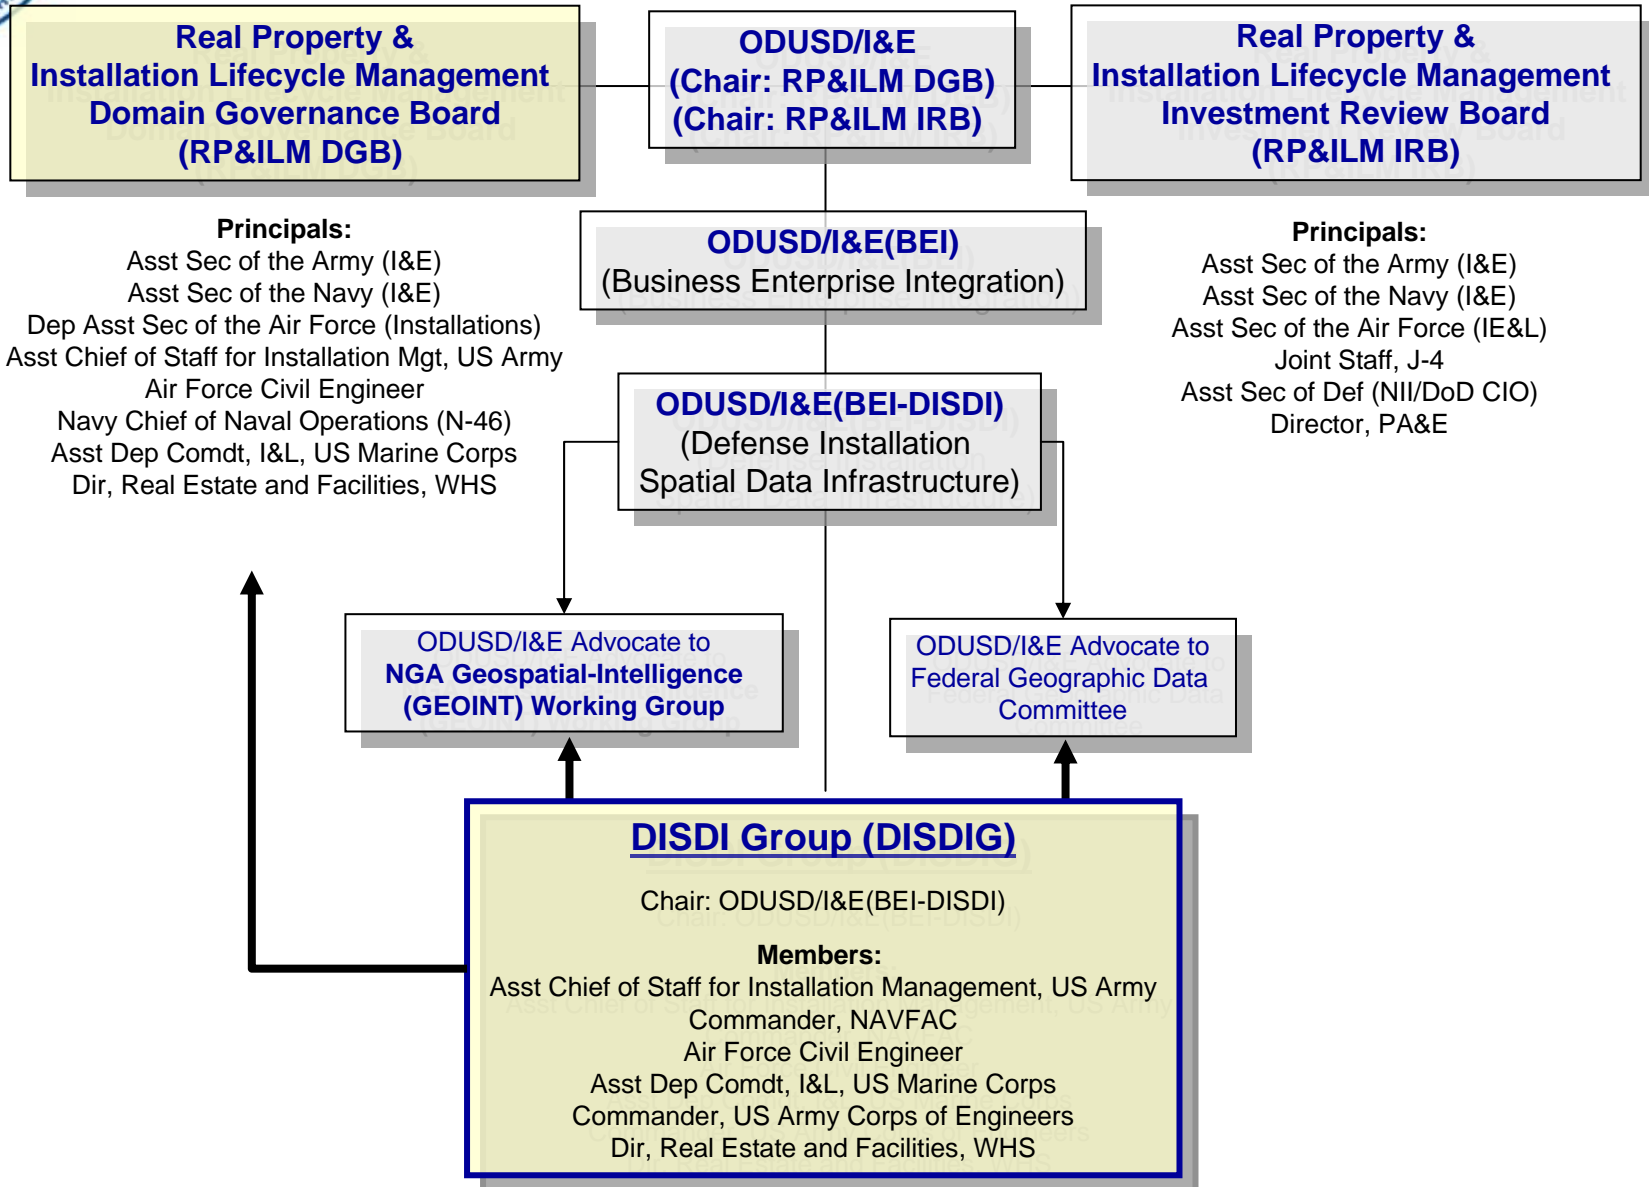 Real Property &
Installation Lifecycle Management
Domain Governance Board
(RP&ILM DGB)
ODUSD/I&E
(Chair: RP&ILM DGB)
(Chair: RP&ILM IRB)
Real Property &
Installation Lifecycle Management
Investment Review Board
(RP&ILM IRB)
Principals:
Asst Sec of the Army (I&E)
Asst Sec of the Navy (I&E)
Dep Asst Sec of the Air Force (Installations)
Asst Chief of Staff for Installation Mgt, US Army
Air Force Civil Engineer
Navy Chief of Naval Operations (N-46)
Asst Dep Comdt, I&L, US Marine Corps
Dir, Real Estate and Facilities, WHS
ODUSD/I&E(BEI)
(Business Enterprise Integration)
Principals:
Asst Sec of the Army (I&E)
Asst Sec of the Navy (I&E)
Asst Sec of the Air Force (IE&L)
Joint Staff, J-4
Asst Sec of Def (NII/DoD CIO)
Director, PA&E
ODUSD/I&E(BEI-DISDI)
(Defense Installation
Spatial Data Infrastructure)
ODUSD/I&E Advocate to
NGA Geospatial-Intelligence
(GEOINT) Working Group
ODUSD/I&E Advocate to
Federal Geographic Data
Committee
DISDI Group (DISDIG)
Chair: ODUSD/I&E(BEI-DISDI)
Members:
Asst Chief of Staff for Installation Management, US Army
Commander, NAVFAC
Air Force Civil Engineer
Asst Dep Comdt, I&L, US Marine Corps
Commander, US Army Corps of Engineers
Dir, Real Estate and Facilities, WHS